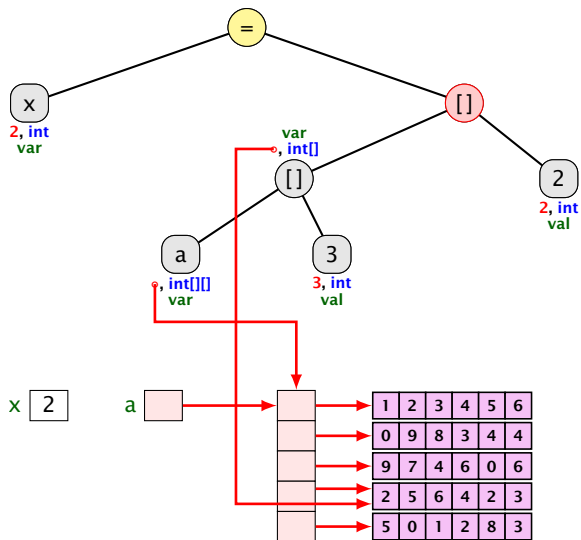 =
x
[]
2, int
var
var
, int[]
[]
2
2, int
val
a
3
, int[][]
var
3, int
val
x 2
a
1 2 3 4 5 6
0 9 8 3 4 4
9 7 4 6 0 6
2 5 6 4 2 3
5 0 1 2 8 3